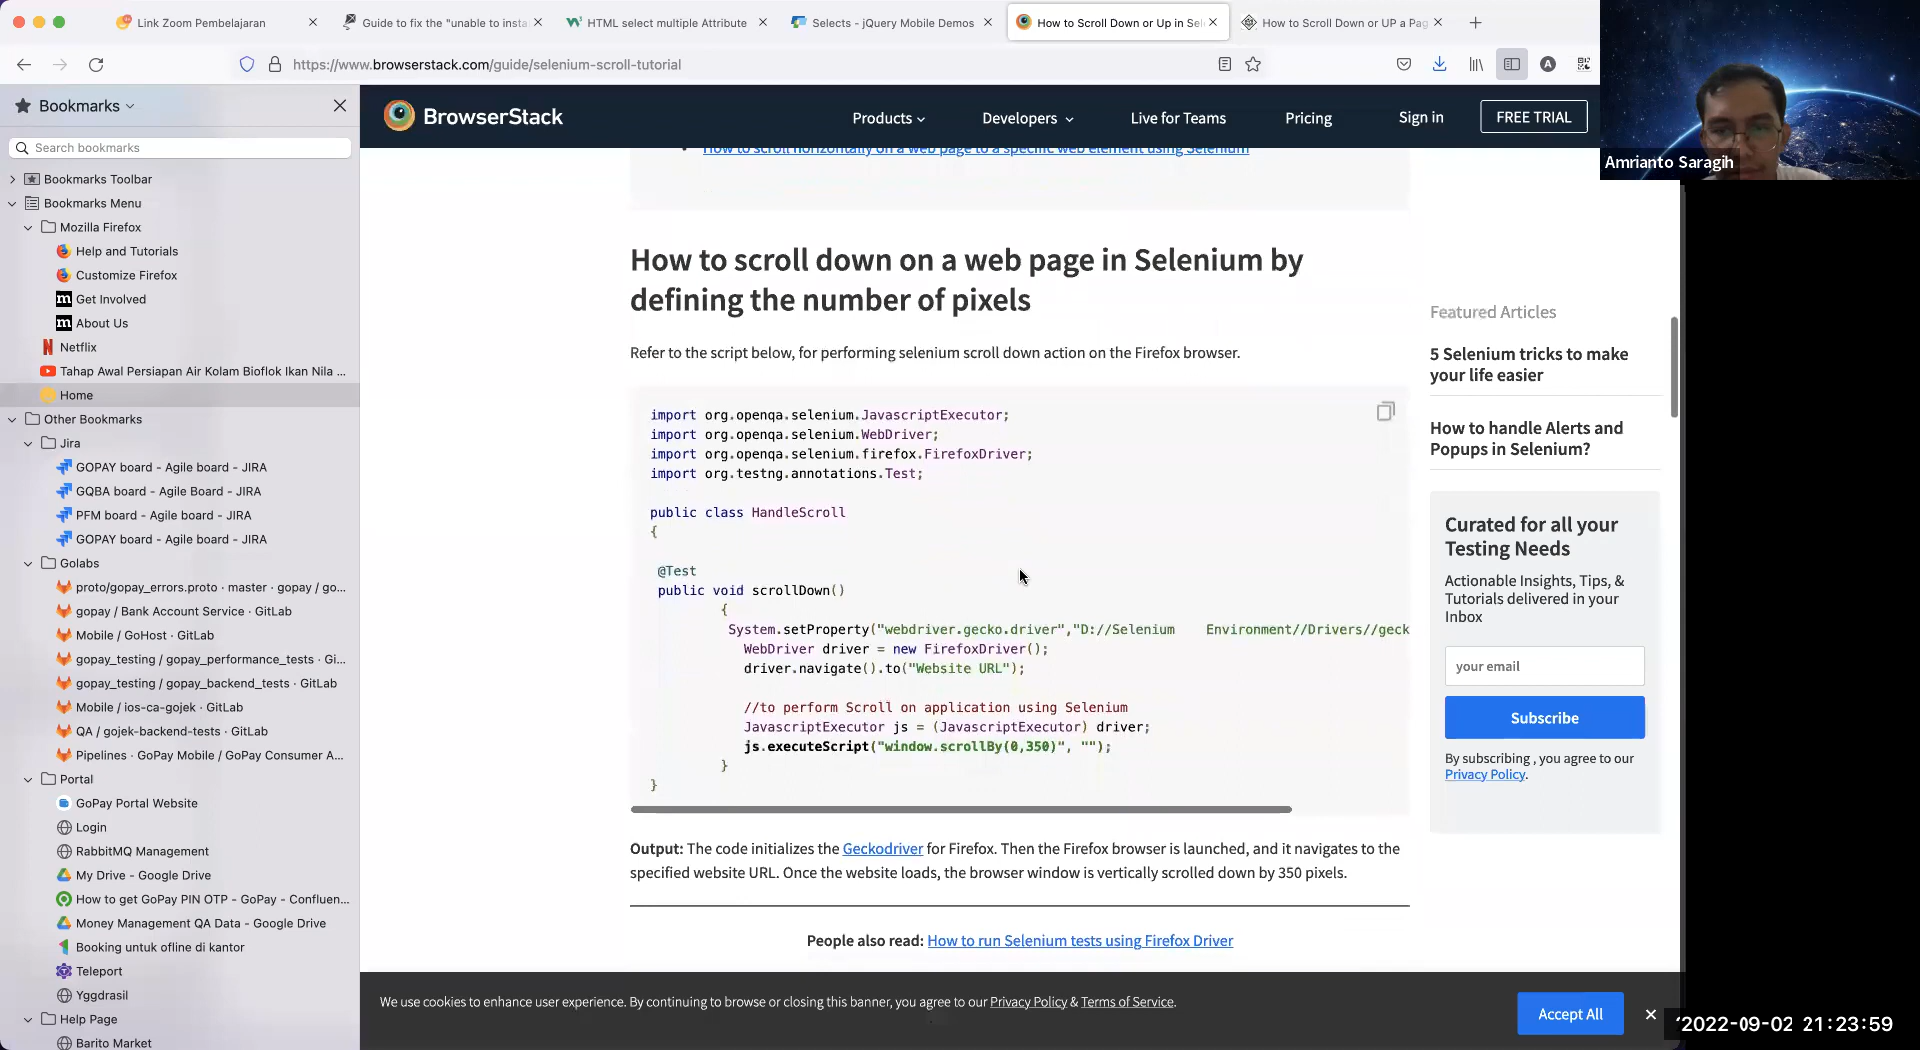 Link Zoom Pembelajaran
Guide to fix the "unable to insta
HTML select multiple Attribute
Selects - jQuery Mobile Demos
How to Scroll Down or Up in Sel
How to Scroll Down or UP a Pag
https://www.browserstack.com/guide/selenium-scroll-tutorial
Bookmarks
Search bookmarks
Bookmarks Toolbar
Bookmarks Menu
Mozilla Firefox
Help and Tutorials
Customize Firefox
Get Involved
About Us
Netflix
Tahap Awal Persiapan Air Kolam Bioflok Ikan Nila ...
Home
Other Bookmarks
Jira
GOPAY board - Agile board - JIRA
GQBA board - Agile Board - JIRA
PFM board - Agile board - JIRA
GOPAY board - Agile board - JIRA
Golabs
proto/gopay_errors.proto · master · gopay / go...
gopay / Bank Account Service · GitLab
Mobile / GoHost · GitLab
gopay_testing / gopay_performance_tests · Gi...
gopay_testing / gopay_backend_tests · GitLab
Mobile / ios-ca-gojek · GitLab
QA / gojek-backend-tests · GitLab
Pipelines · GoPay Mobile / GoPay Consumer A...
Portal
GoPay Portal Website
Login
RabbitMQ Management
My Drive - Google Drive
How to get GoPay PIN OTP - GoPay - Confluen...
Money Management QA Data - Google Drive
Booking untuk ofline di kantor
Teleport
Yggdrasil
Help Page
Barito Market
BrowserStack
Products
Developers
Live for Teams
Pricing
Sign in
FREE TRIAL
How to scroll horizontally on a web page to a specific web element using Selenium
How to scroll down on a web page in Selenium by
defining the number of pixels
Refer to the script below, for performing selenium scroll down action on the Firefox browser.
import org.openqa.selenium.JavascriptExecutor;
import org.openqa.selenium.WebDriver;
import org.openqa.selenium.firefox.FirefoxDriver;
import org.testng.annotations.Test;
public class HandleScroll
{
@Test
public void scrollDown()
{
System.setProperty("webdriver.gecko.driver","D://Selenium Environment//Drivers//geck
WebDriver driver = new FirefoxDriver();
driver.navigate().to("Website URL");
//to perform Scroll on application using Selenium
JavascriptExecutor js = (JavascriptExecutor) driver;
js.executeScript("window.scrollBy(0,350)", "");
}
}
Output: The code initializes the Geckodriver for Firefox. Then the Firefox browser is launched, and it navigates to the
specified website URL. Once the website loads, the browser window is vertically scrolled down by 350 pixels.
People also read: How to run Selenium tests using Firefox Driver
Featured Articles
5 Selenium tricks to make
your life easier
How to handle Alerts and
Popups in Selenium?
Curated for all your
Testing Needs
Actionable Insights, Tips, &
Tutorials delivered in your
Inbox
your email
Subscribe
By subscribing , you agree to our
Privacy Policy.
We use cookies to enhance user experience. By continuing to browse or closing this banner, you agree to our Privacy Policy & Terms of Service.
Accept All
Amrianto Saragih
2022-09-02 21:23:59